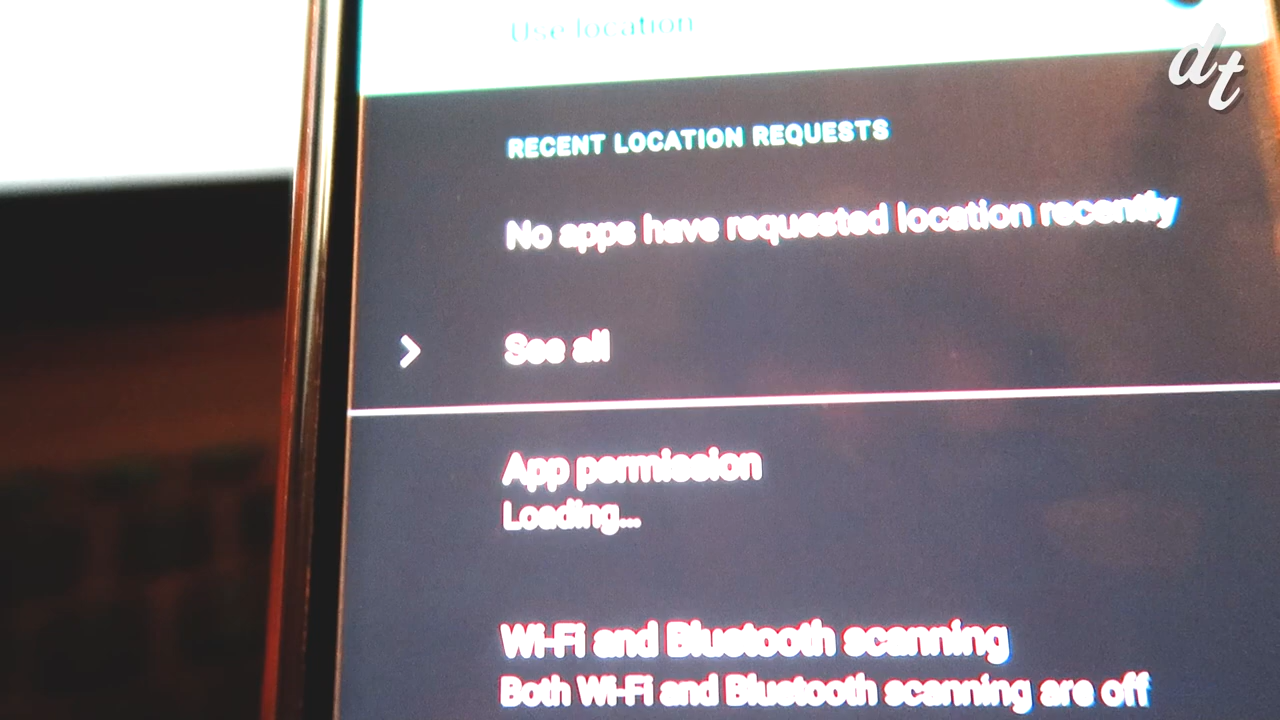 Use location
dt
RECENT LOCATION REQUESTS
No apps have requested location recently
See all
App permission
Loading...
Wi-Fi and Bluetooth scanning
Both Wi-Fi and Bluetooth scanning are off